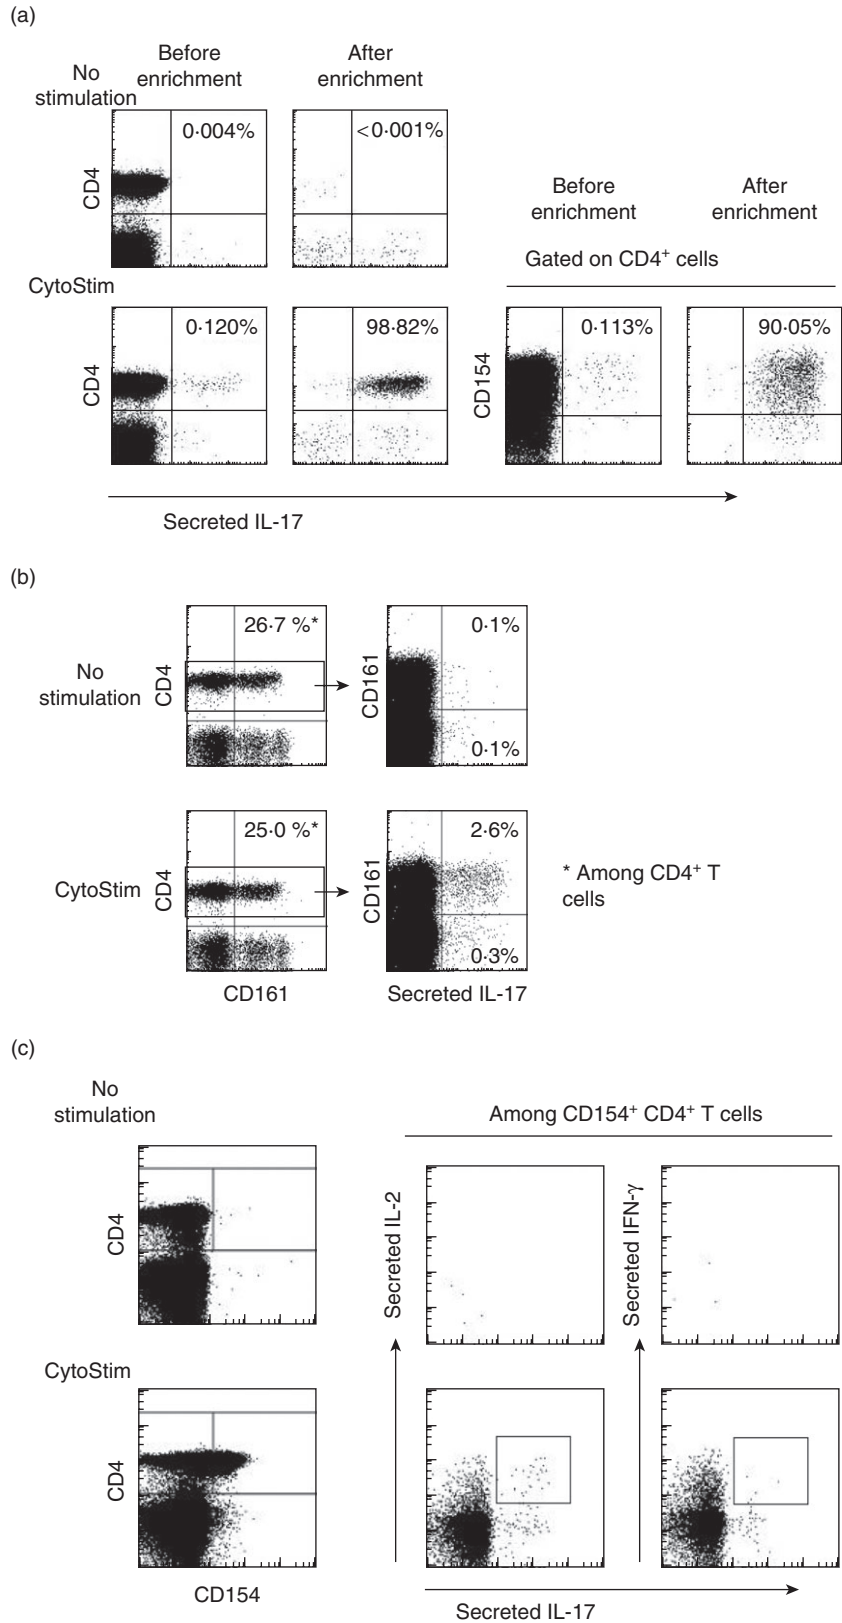 (a)
Before
enrichment
After
enrichment
No
stimulation
CD4
0·004%
<0·001%
Before
enrichment
After
enrichment
Gated on CD4⁺ cells
CytoStim
CD4
0·120%
98·82%
CD154
0·113%
90·05%
Secreted IL-17
(b)
No
stimulation
CD4
26·7 %*
CD161
0·1%
0·1%
CytoStim
CD4
25·0 %*
CD161
2·6%
0·3%
* Among CD4⁺ T
cells
CD161
Secreted IL-17
(c)
No
stimulation
Among CD154⁺ CD4⁺ T cells
CD4
Secreted IL-2
Secreted IFN-γ
CytoStim
CD4
CD154
Secreted IL-17